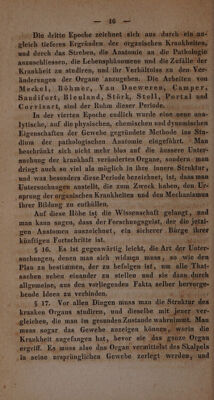 — 46 —
Die dritte Epoche zeichnet sich aus durch ein zu-
gleich tieferes Ergründen der organischen Krankheiten,
und durch das Streben, die Anatomie an die Pathologie
anzuschliessen, die Lebensphänomene und die Zufälle der
Krankheit zu studieren, und ihr Verhältniss zu den Ver-
änderungen der Organe anzugeben. Die Arbeiten von
Meckel, Böhmer, Van Doeweren, Camper,
Sandifort, Bleuland, Störk, Stoll, Portal und
Corvisart, sind der Ruhm dieser Periode.
In der vierten Epoche endlich wurde eine neue ana-
lytische, auf die physischen, chemischen und dynamischen
Eigenschaften der Gewebe gegründete Methode ins Stu-
dium der pathologischen Anatomie eingeführt. Man
beschränkt sich nicht mehr blos auf die äussere Unter-
suchung der krankhaft veränderten Organe, sondern man
dringt auch so viel als möglich in ihre innere Struktur,
und was besonders diese Periode bezeichnet, ist, dass man
Untersuchungen anstellt, die zum Zweck haben, den Ur-
sprung der organischen Krankheiten und den Mechanismus
ihrer Bildung zu enthüllen.
Auf diese Höhe ist die Wissenschaft gelangt, und
man kann sagen, dass der Forschungsgeist, der die jetzi-
gen Anatomen auszeichnet, ein sicherer Bürge ihrer
künftigen Fortschritte ist.
§ 16. Es ist gegenwärtig leicht, die Art der Unter-
suchungen, denen man sich widmen muss, so wie den
Plan zu bestimmen, der zu befolgen ist, um alle That-
sachen neben einander zu stellen und sie dann durch
allgemeine, aus den vorliegenden Fakta selber hervorge-
hende Ideen zu verbinden.
§ 17. Vor allen Dingen muss man die Struktur des
kranken Organs studiren, und dieselbe mit jener ver-
gleichen, die man im gesunden Zustande wahrnimmt. Man
muss sogar das Gewebe anzeigen können, worin die
Krankheit angefangen hat, bevor sie das ganze Organ
ergriff. Es muss also das Organ vermittelst des Skalpels
in seine ursprünglichen Gewebe zerlegt werden, und